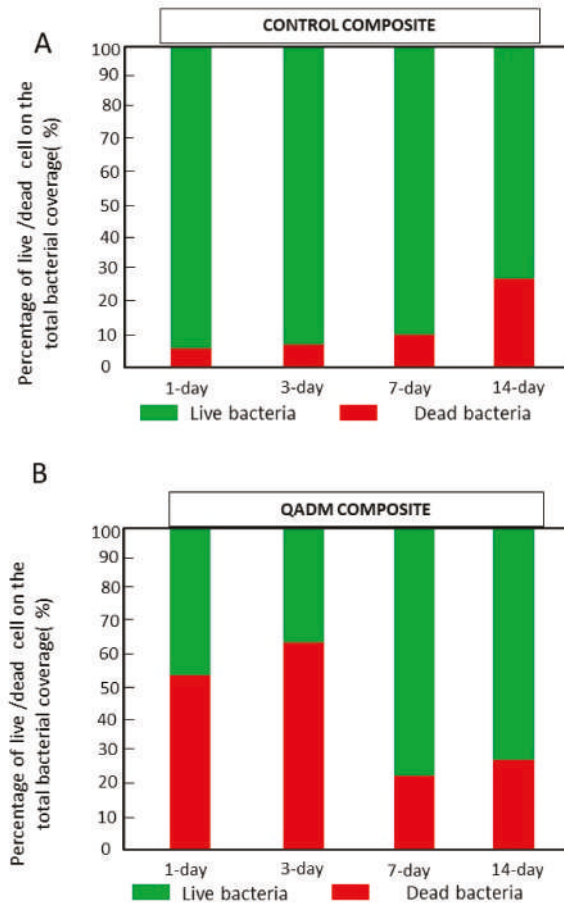 A
CONTROL COMPOSITE
Percentage of live /dead cell on the
total bacterial coverage( %)
100
90
80
70
60
50
40
30
20
10
0
1-day 3-day 7-day 14-day
Live bacteria Dead bacteria
B
QADM COMPOSITE
Percentage of live /dead cell on the
total bacterial coverage( %)
100
90
80
70
60
50
40
30
20
10
0
1-day 3-day 7-day 14-day
Live bacteria Dead bacteria